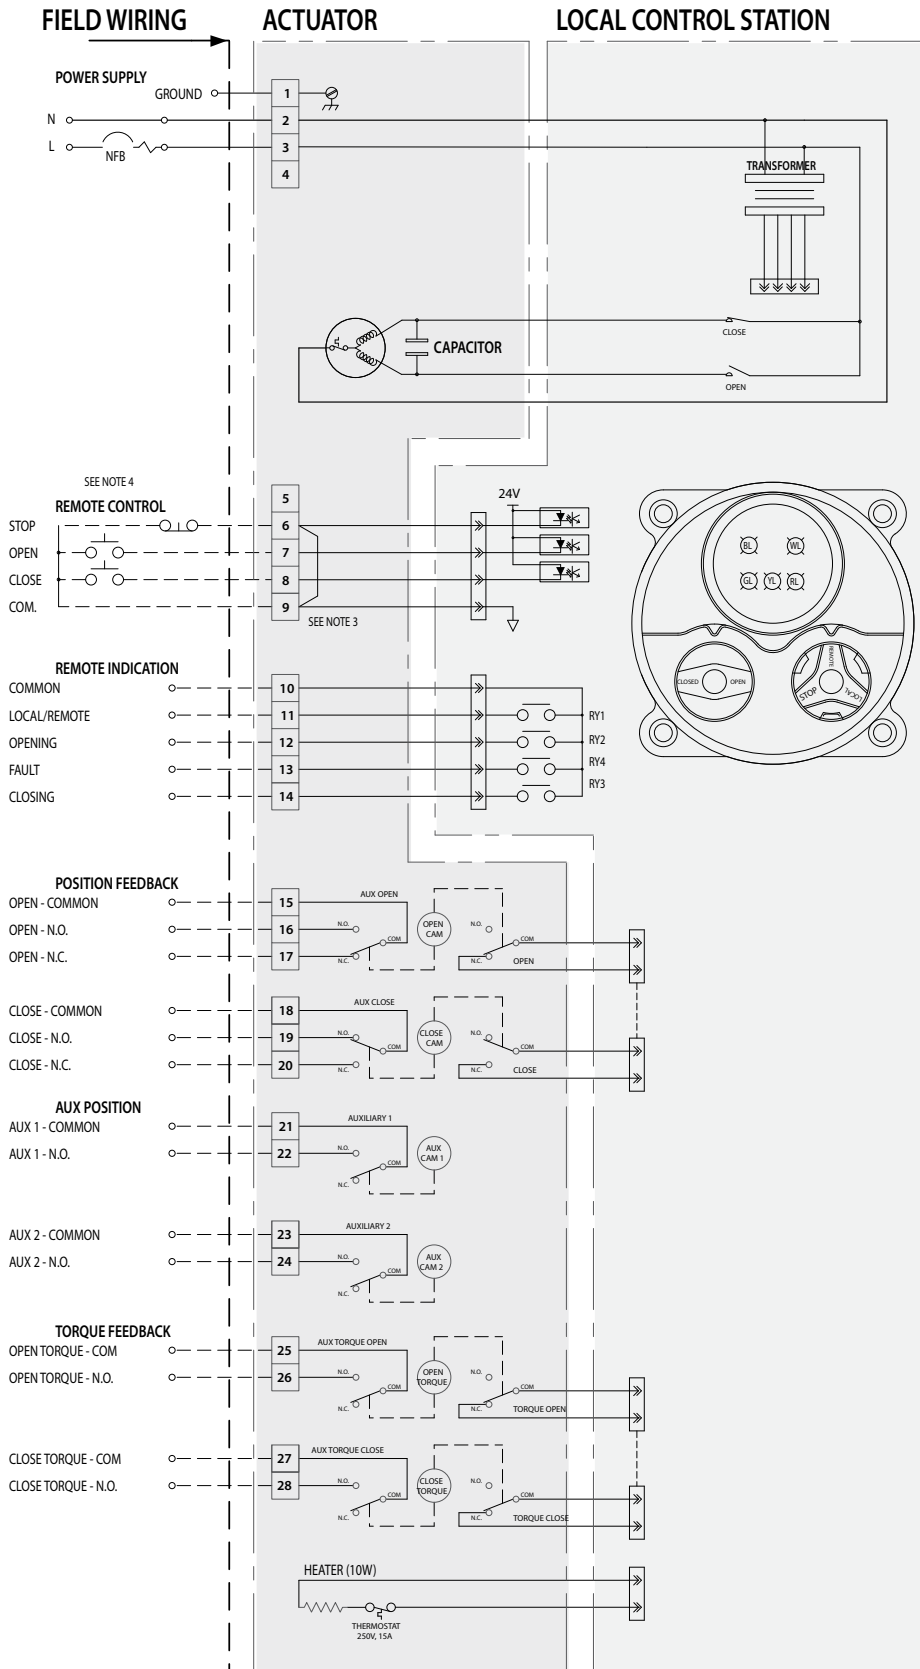 FIELD WIRING ACTUATOR LOCAL CONTROL STATION
POWER SUPPLY
GROUND 1
N 2
L NFB 3
4
TRANSFORMER
CAPACITOR
CLOSE
OPEN
SEE NOTE 4
REMOTE CONTROL
5
24V
STOP 6
OPEN 7
CLOSE 8
COM. 9
SEE NOTE 3
BL WL
GL YL RL
CLOSED OPEN
STOP REMOTE LOCAL
REMOTE INDICATION
COMMON 10
LOCAL/REMOTE 11 RY1
OPENING 12 RY2
FAULT 13 RY4
CLOSING 14 RY3
POSITION FEEDBACK
OPEN - COMMON 15 AUX OPEN
OPEN - N.O. 16 N.O. OPEN CAM N.O.
COM COM
OPEN - N.C. 17 N.C. N.C. OPEN
CLOSE - COMMON 18 AUX CLOSE
CLOSE - N.O. 19 N.O. CLOSE CAM N.O.
COM COM
CLOSE - N.C. 20 N.C. N.C. CLOSE
AUX POSITION
AUX 1 - COMMON 21 AUXILIARY 1
AUX 1 - N.O. 22 N.O. AUX CAM 1
COM
N.C.
AUX 2 - COMMON 23 AUXILIARY 2
AUX 2 - N.O. 24 N.O. AUX CAM 2
COM
N.C.
TORQUE FEEDBACK
OPEN TORQUE - COM 25 AUX TORQUE OPEN
OPEN TORQUE - N.O. 26 N.O. OPEN TORQUE N.O.
COM COM
N.C. N.C. TORQUE OPEN
CLOSE TORQUE - COM 27 AUX TORQUE CLOSE
CLOSE TORQUE - N.O. 28 N.O. CLOSE TORQUE N.O.
COM COM
N.C. N.C. TORQUE CLOSE
HEATER (10W)
THERMOSTAT
250V, 15A